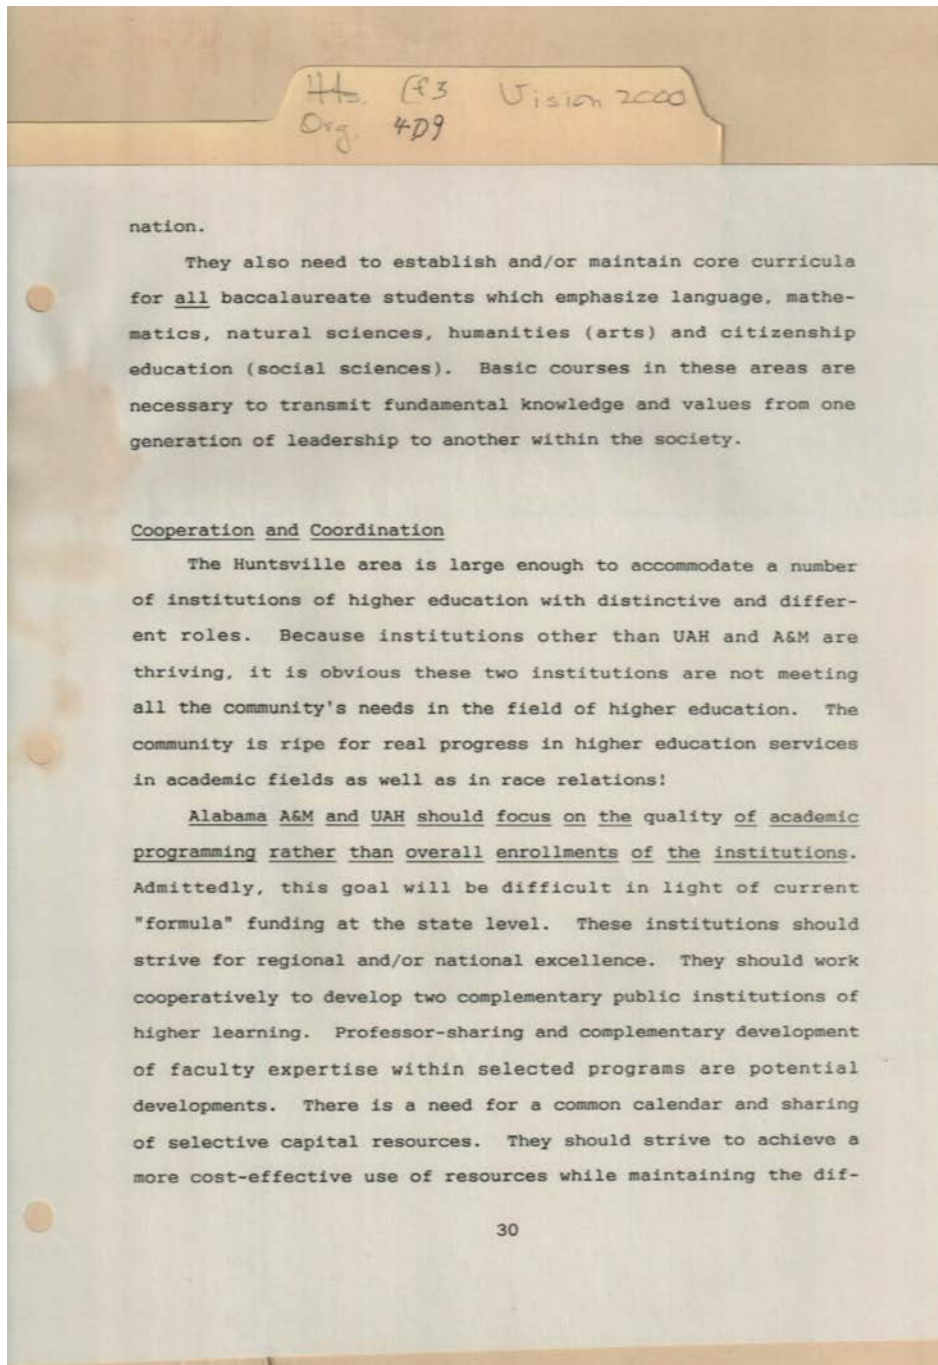 Hts. Cf3 Vision 2000
Org. 4D9
nation.
They also need to establish and/or maintain core curricula
for all baccalaureate students which emphasize language, mathe-
matics, natural sciences, humanities (arts) and citizenship
education (social sciences). Basic courses in these areas are
necessary to transmit fundamental knowledge and values from one
generation of leadership to another within the society.
Cooperation and Coordination
The Huntsville area is large enough to accommodate a number
of institutions of higher education with distinctive and differ-
ent roles. Because institutions other than UAH and A&M are
thriving, it is obvious these two institutions are not meeting
all the community's needs in the field of higher education. The
community is ripe for real progress in higher education services
in academic fields as well as in race relations!
Alabama A&M and UAH should focus on the quality of academic
programming rather than overall enrollments of the institutions.
Admittedly, this goal will be difficult in light of current
"formula" funding at the state level. These institutions should
strive for regional and/or national excellence. They should work
cooperatively to develop two complementary public institutions of
higher learning. Professor-sharing and complementary development
of faculty expertise within selected programs are potential
developments. There is a need for a common calendar and sharing
of selective capital resources. They should strive to achieve a
more cost-effective use of resources while maintaining the dif-
30